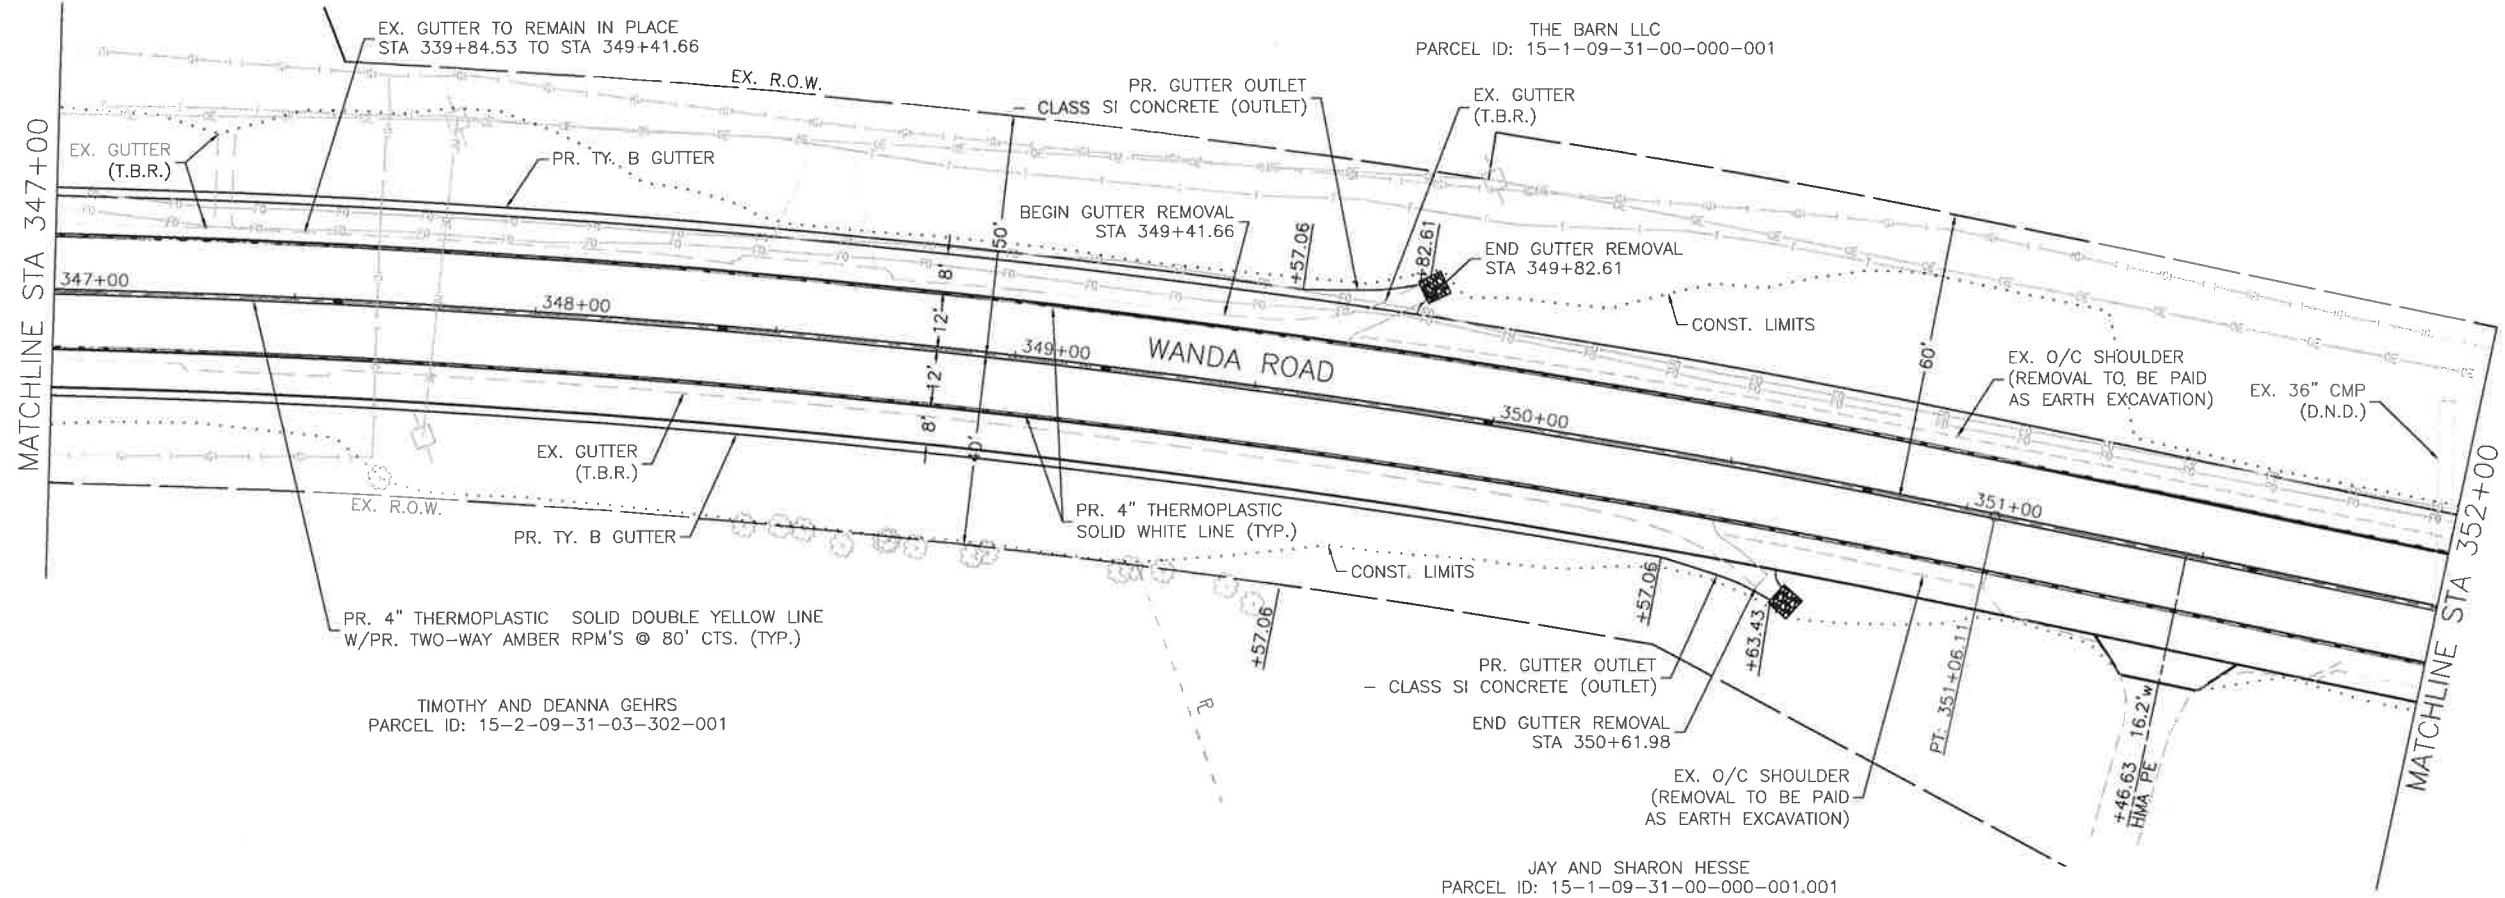 EX. GUTTER TO REMAIN IN PLACE
STA 339+84.53 TO STA 349+41.66
THE BARN LLC
PARCEL ID: 15-1-09-31-00-000-001
EX. R.O.W.
PR. GUTTER OUTLET
- CLASS SI CONCRETE (OUTLET)
EX. GUTTER
(T.B.R.)
MATCHLINE STA 347+00
EX. GUTTER
(T.B.R.)
PR. TY. B GUTTER
BEGIN GUTTER REMOVAL
STA 349+41.66
50'
+57.06
+82.61
END GUTTER REMOVAL
STA 349+82.61
8'
347+00
348+00
12'
349+00
WANDA ROAD
CONST. LIMITS
60'
EX. O/C SHOULDER
(REMOVAL TO BE PAID
AS EARTH EXCAVATION)
EX. 36" CMP
(D.N.D.)
12'
8'
40'
350+00
351+00
EX. GUTTER
(T.B.R.)
EX. R.O.W.
PR. TY. B GUTTER
PR. 4" THERMOPLASTIC
SOLID WHITE LINE (TYP.)
CONST. LIMITS
MATCHLINE STA 352+00
PR. 4" THERMOPLASTIC SOLID DOUBLE YELLOW LINE
W/PR. TWO-WAY AMBER RPM'S @ 80' CTS. (TYP.)
+57.06
+57.06
+63.43
PT: 351+06.11
PR. GUTTER OUTLET
- CLASS SI CONCRETE (OUTLET)
END GUTTER REMOVAL
STA 350+61.98
TIMOTHY AND DEANNA GEHRS
PARCEL ID: 15-2-09-31-03-302-001
PL
+46.63 16.2'w
HMA PE
EX. O/C SHOULDER
(REMOVAL TO BE PAID
AS EARTH EXCAVATION)
JAY AND SHARON HESSE
PARCEL ID: 15-1-09-31-00-000-001.001